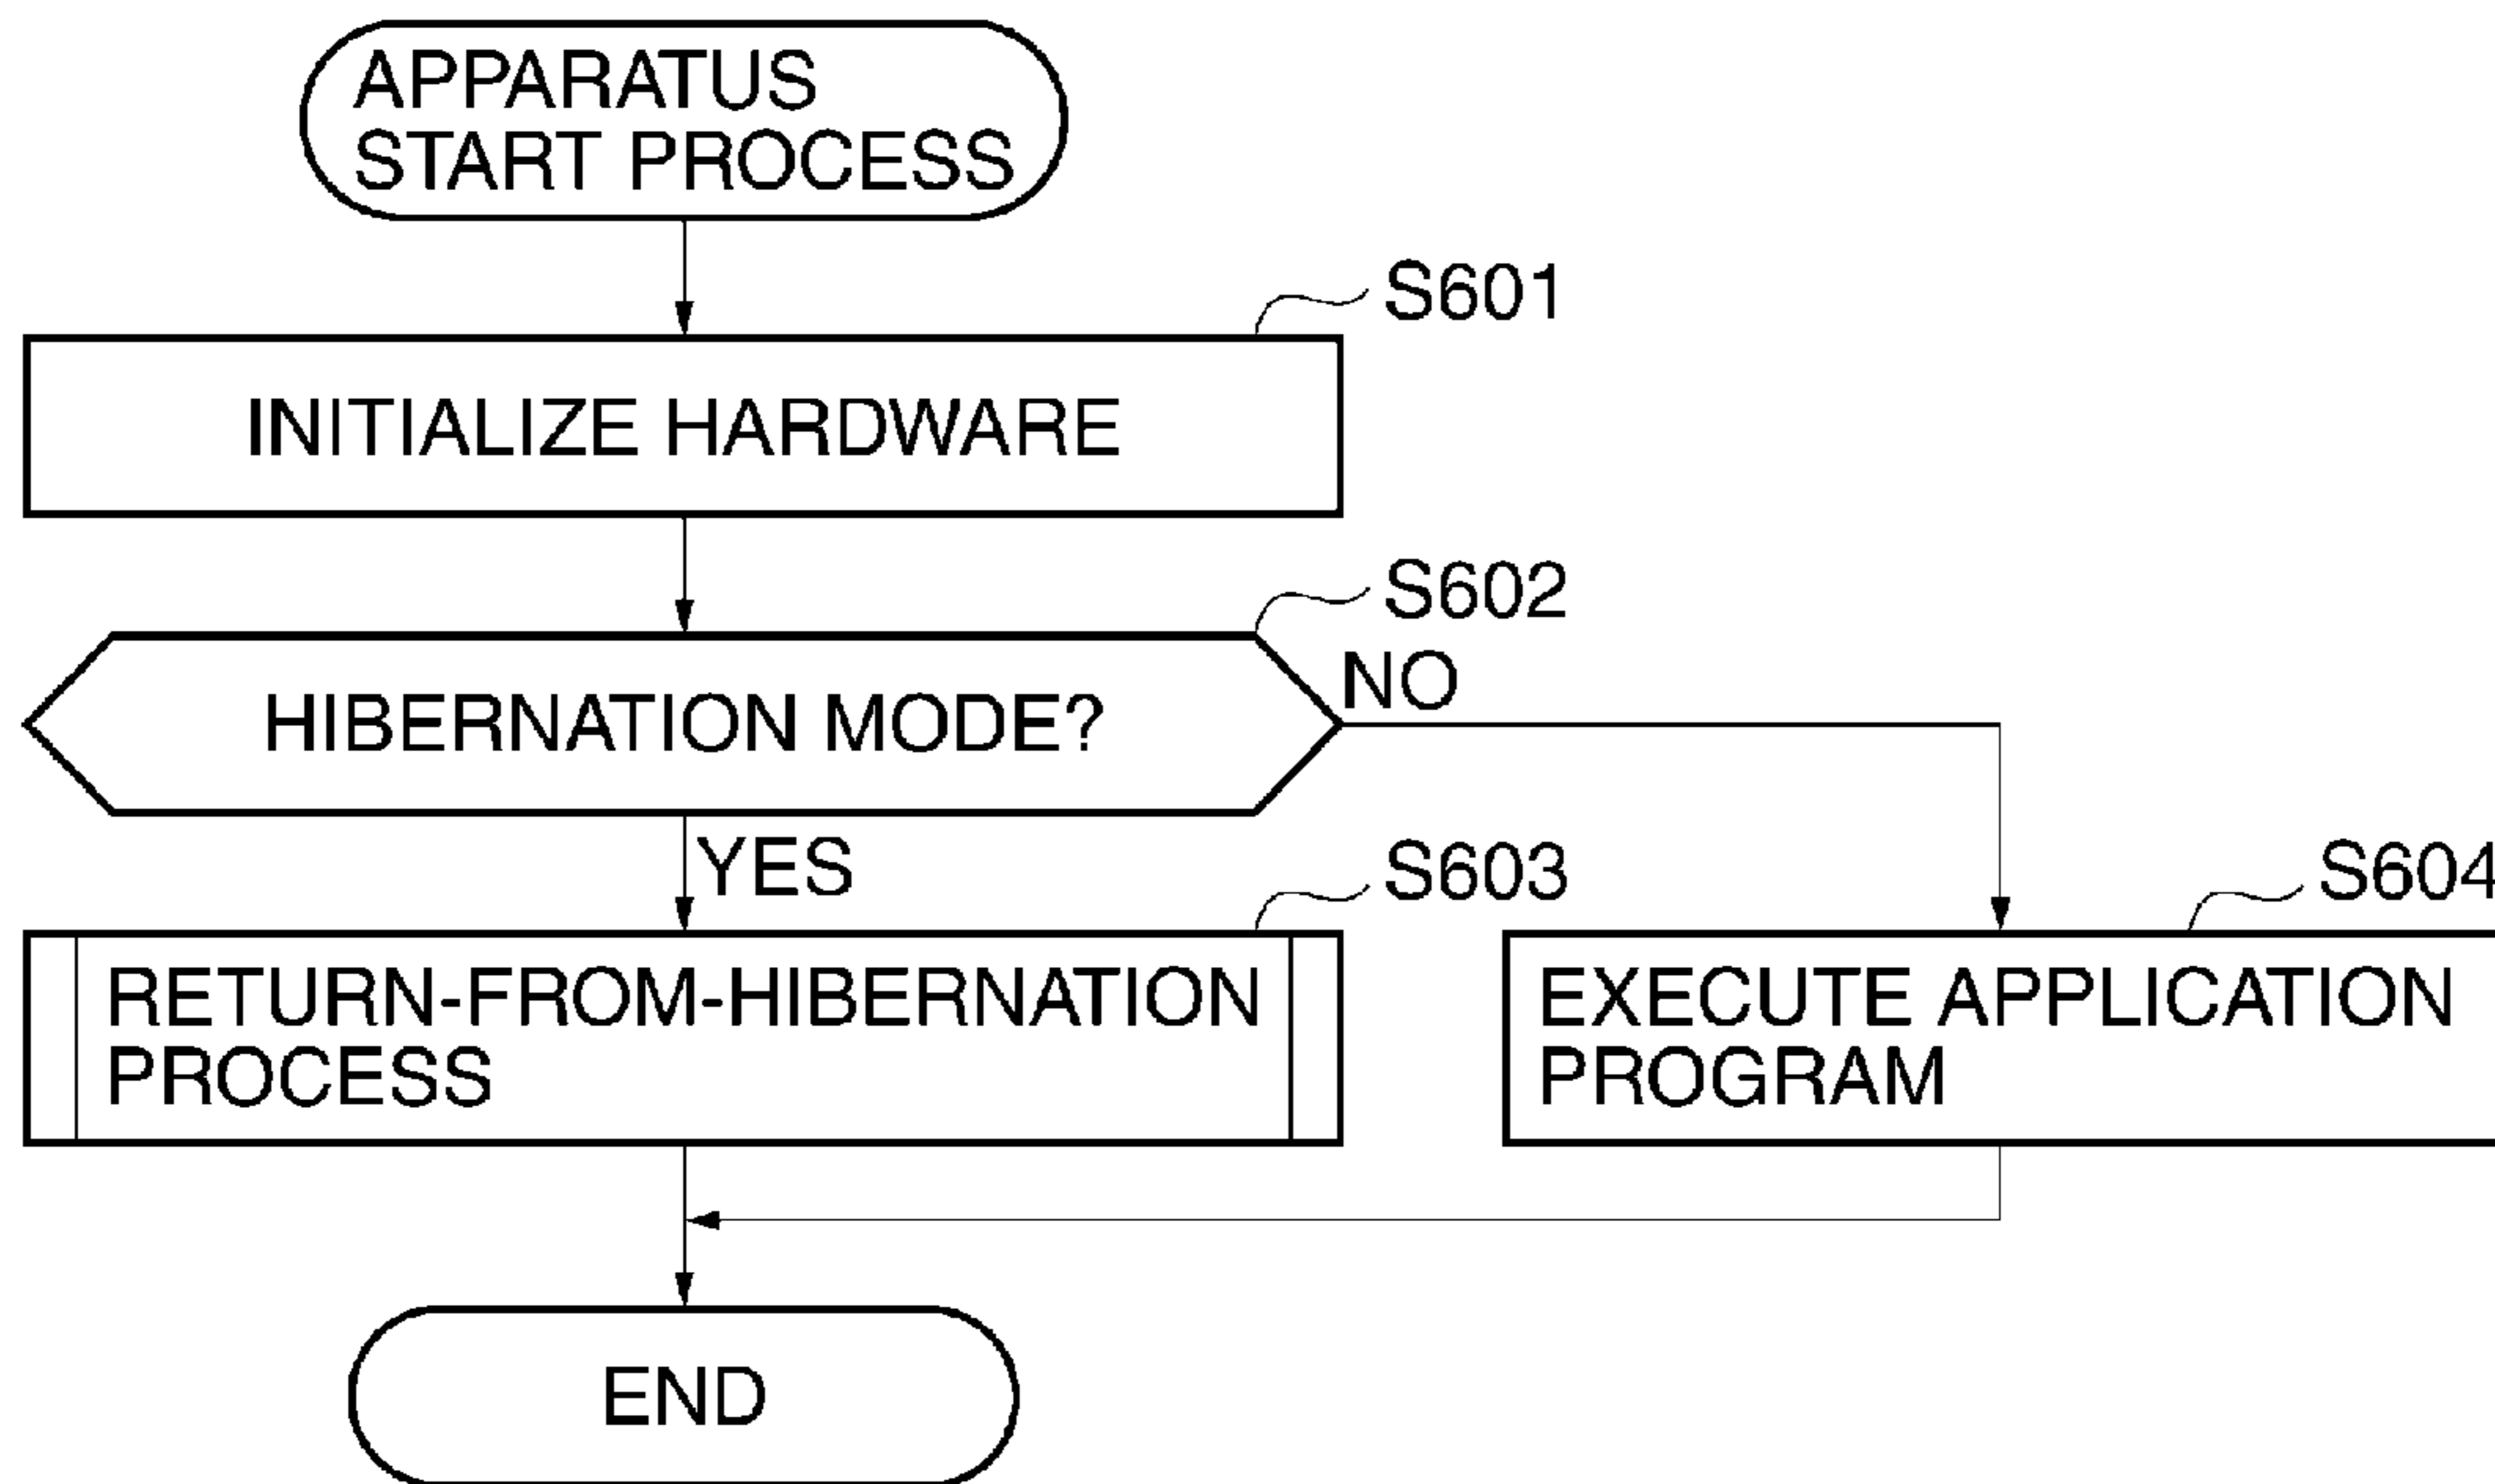 APPARATUS
START PROCESS
S601
INITIALIZE HARDWARE
S602
HIBERNATION MODE?
NO
YES
S603
RETURN-FROM-HIBERNATION
PROCESS
S604
EXECUTE APPLICATION
PROGRAM
END